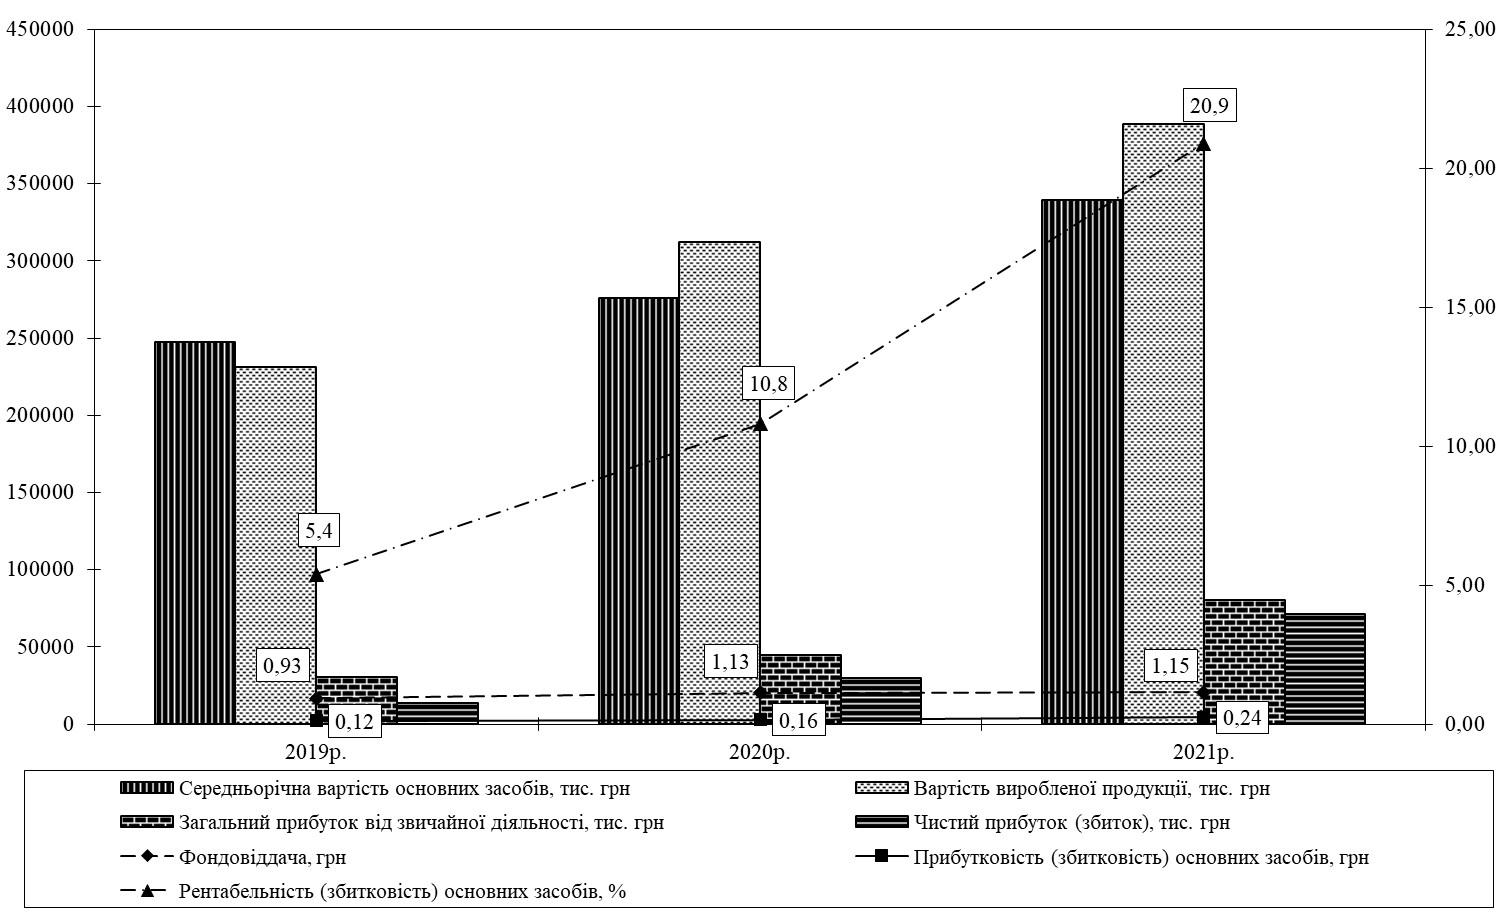 450000
400000
350000
300000
250000
200000
150000
100000
50000
0
25,00
20,00
15,00
10,00
5,00
0,00
20,9
10,8
5,4
0,93
1,13
1,15
0,12
0,16
0,24
2019р.
2020р.
2021р.
Середньорічна вартість основних засобів, тис. грн
Вартість виробленої продукції, тис. грн
Загальний прибуток від звичайної діяльності, тис. грн
Чистий прибуток (збиток), тис. грн
Фондовіддача, грн
Прибутковість (збитковість) основних засобів, грн
Рентабельність (збитковість) основних засобів, %